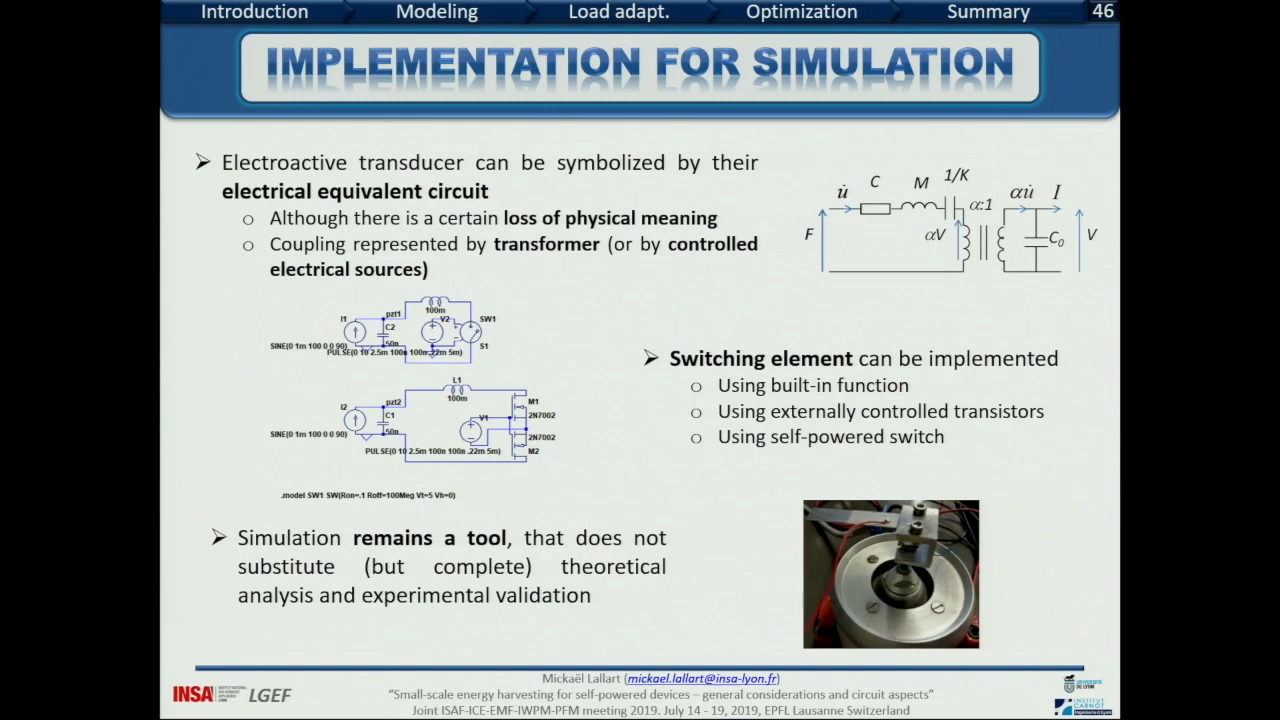 Introduction
Modeling
Load adapt.
Optimization
Summary
46
IMPLEMENTATION FOR SIMULATION
Electroactive transducer can be symbolized by their
electrical equivalent circuit
Although there is a certain loss of physical meaning
Coupling represented by transformer (or by controlled
electrical sources)
u̇
C
M
1/K
α:1
αu̇
I
F
αV
C₀
V
I1
pzt1
C2
50n
100m
V2
SW1
S1
SINE(0 1m 100 0 0 90)
PULSE(0 10 2.5m 100n 100n .22m 5m)
L1
100m
I2
pzt2
C1
50n
V1
M1
2N7002
2N7002
M2
SINE(0 1m 100 0 0 90)
PULSE(0 10 2.5m 100n 100n .22m 5m)
.model SW1 SW(Ron=.1 Roff=100Meg Vt=5 Vh=0)
Switching element can be implemented
Using built-in function
Using externally controlled transistors
Using self-powered switch
Simulation remains a tool, that does not
substitute (but complete) theoretical
analysis and experimental validation
Mickaël Lallart (mickael.lallart@insa-lyon.fr)
“Small-scale energy harvesting for self-powered devices – general considerations and circuit aspects”
Joint ISAF-ICE-EMF-IWPM-PFM meeting 2019. July 14 - 19, 2019, EPFL Lausanne Switzerland
INSA
LGEF
UNIVERSITÉ
DE LYON
INSTITUT
CARNOT